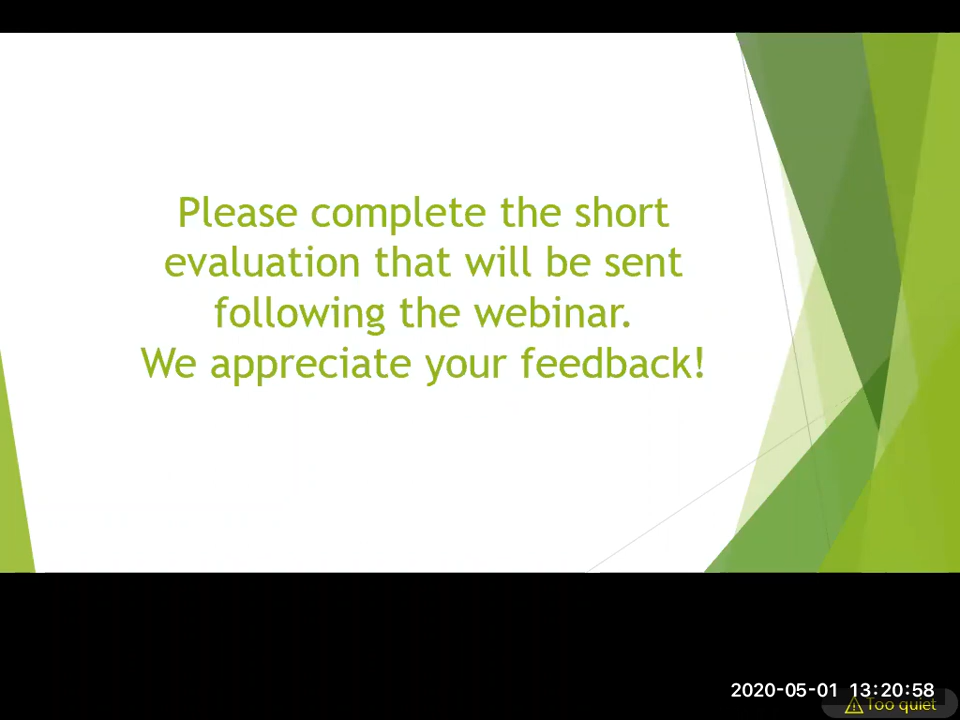 Please complete the short
evaluation that will be sent
following the webinar.
We appreciate your feedback!
2020-05-01 13:20:58
Too quiet